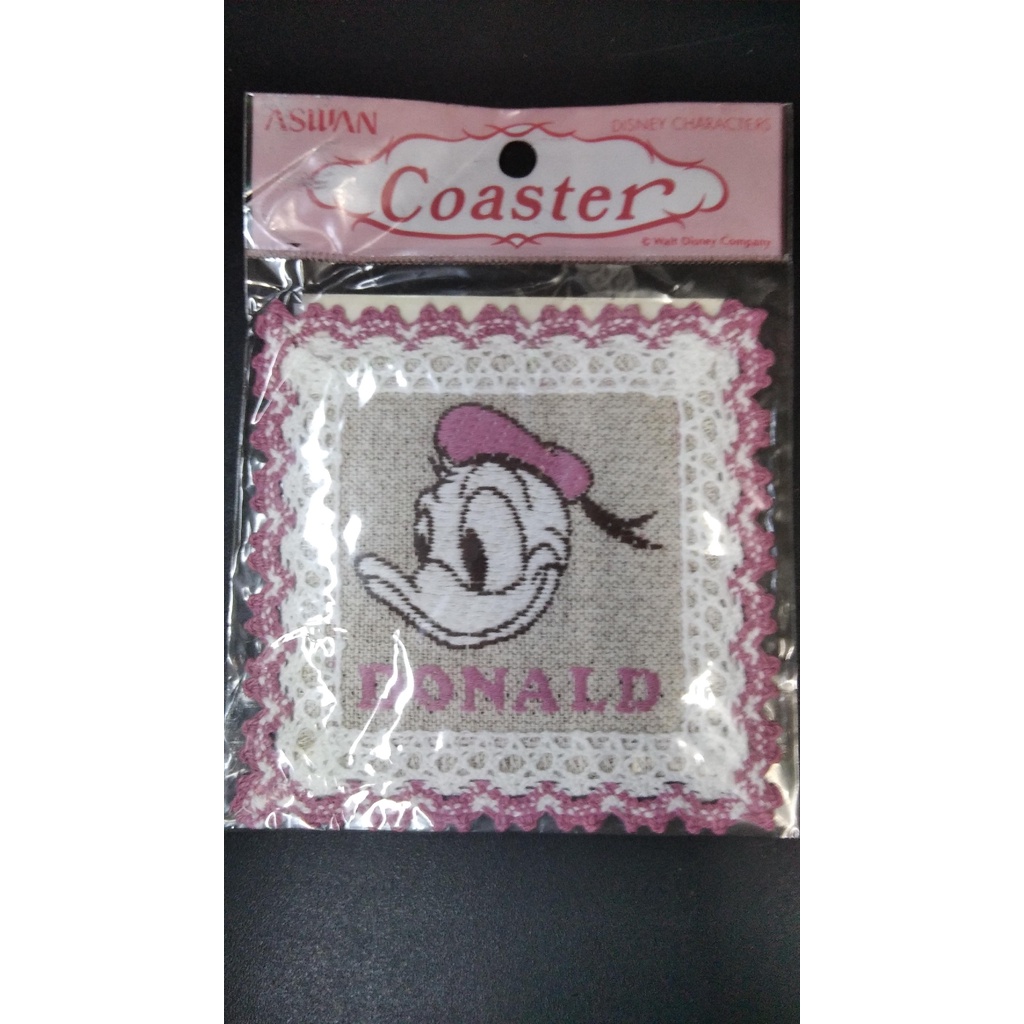 ASWAN
DISNEY CHARACTERS
Coaster
© Walt Disney Company
DONALD